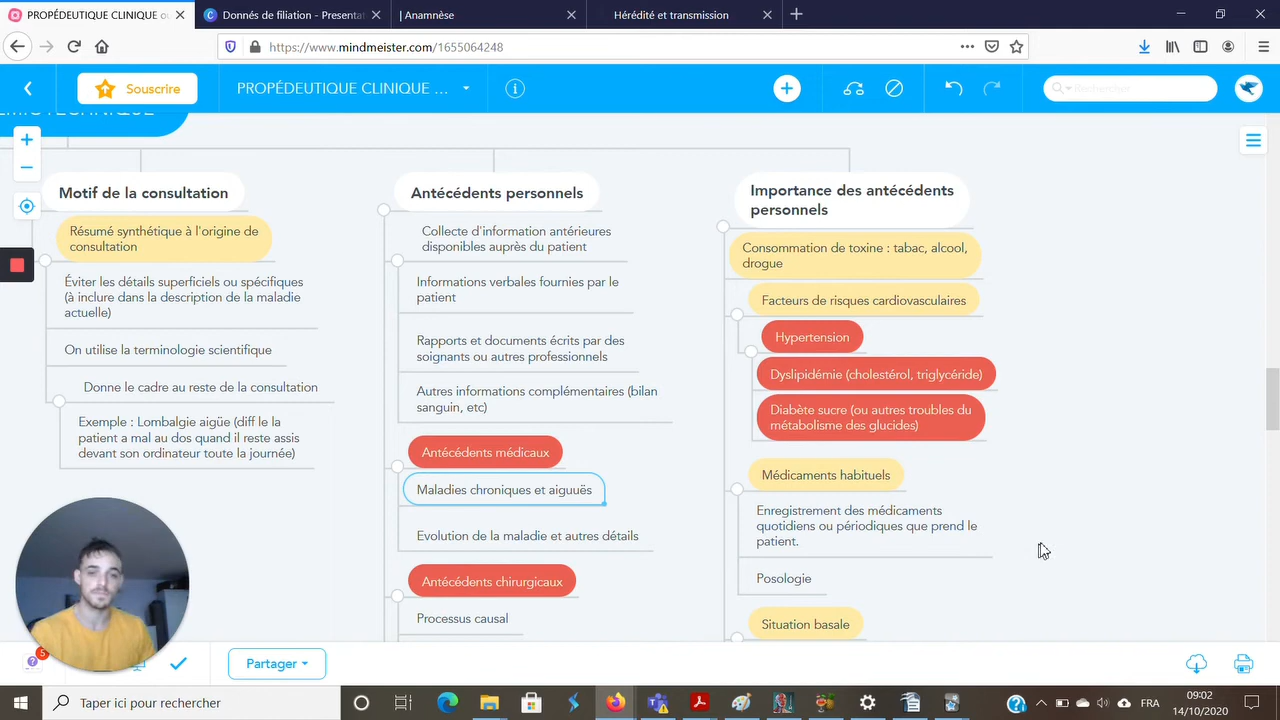 PROPÉDEUTIQUE CLINIQUE ou
Donnés de filiation - Presentat
| Anamnèse
Hérédité et transmission
https://www.mindmeister.com/1655064248
Souscrire
PROPÉDEUTIQUE CLINIQUE ...
Rechercher
Motif de la consultation
Résumé synthétique à l'origine de
consultation
Éviter les détails superficiels ou spécifiques
(à inclure dans la description de la maladie
actuelle)
On utilise la terminologie scientifique
Donne le cadre au reste de la consultation
Exemple : Lombalgie aigüe (diff le la
patient a mal au dos quand il reste assis
devant son ordinateur toute la journée)
Antécédents personnels
Collecte d'information antérieures
disponibles auprès du patient
Informations verbales fournies par le
patient
Rapports et documents écrits par des
soignants ou autres professionnels
Autres informations complémentaires (bilan
sanguin, etc)
Antécédents médicaux
Maladies chroniques et aiguuës
Evolution de la maladie et autres détails
Antécédents chirurgicaux
Processus causal
Importance des antécédents
personnels
Consommation de toxine : tabac, alcool,
drogue
Facteurs de risques cardiovasculaires
Hypertension
Dyslipidémie (cholestérol, triglycéride)
Diabète sucre (ou autres troubles du
métabolisme des glucides)
Médicaments habituels
Enregistrement des médicaments
quotidiens ou périodiques que prend le
patient.
Posologie
Situation basale
5
Partager
Taper ici pour rechercher
FRA
09:02
14/10/2020